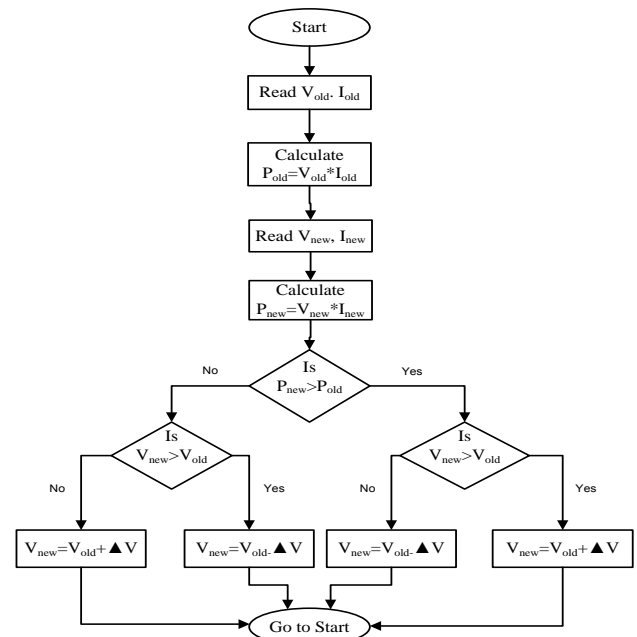 Start
Read Vold. Iold
Calculate
Pold=Vold*Iold
Read Vnew, Inew
Calculate
Pnew=Vnew*Inew
No
Is
Pnew>Pold
Yes
Is
Vnew>Vold
Is
Vnew>Vold
No
Yes
No
Yes
Vnew=Vold+▲V
Vnew=Vold-▲V
Vnew=Vold-▲V
Vnew=Vold+▲V
Go to Start